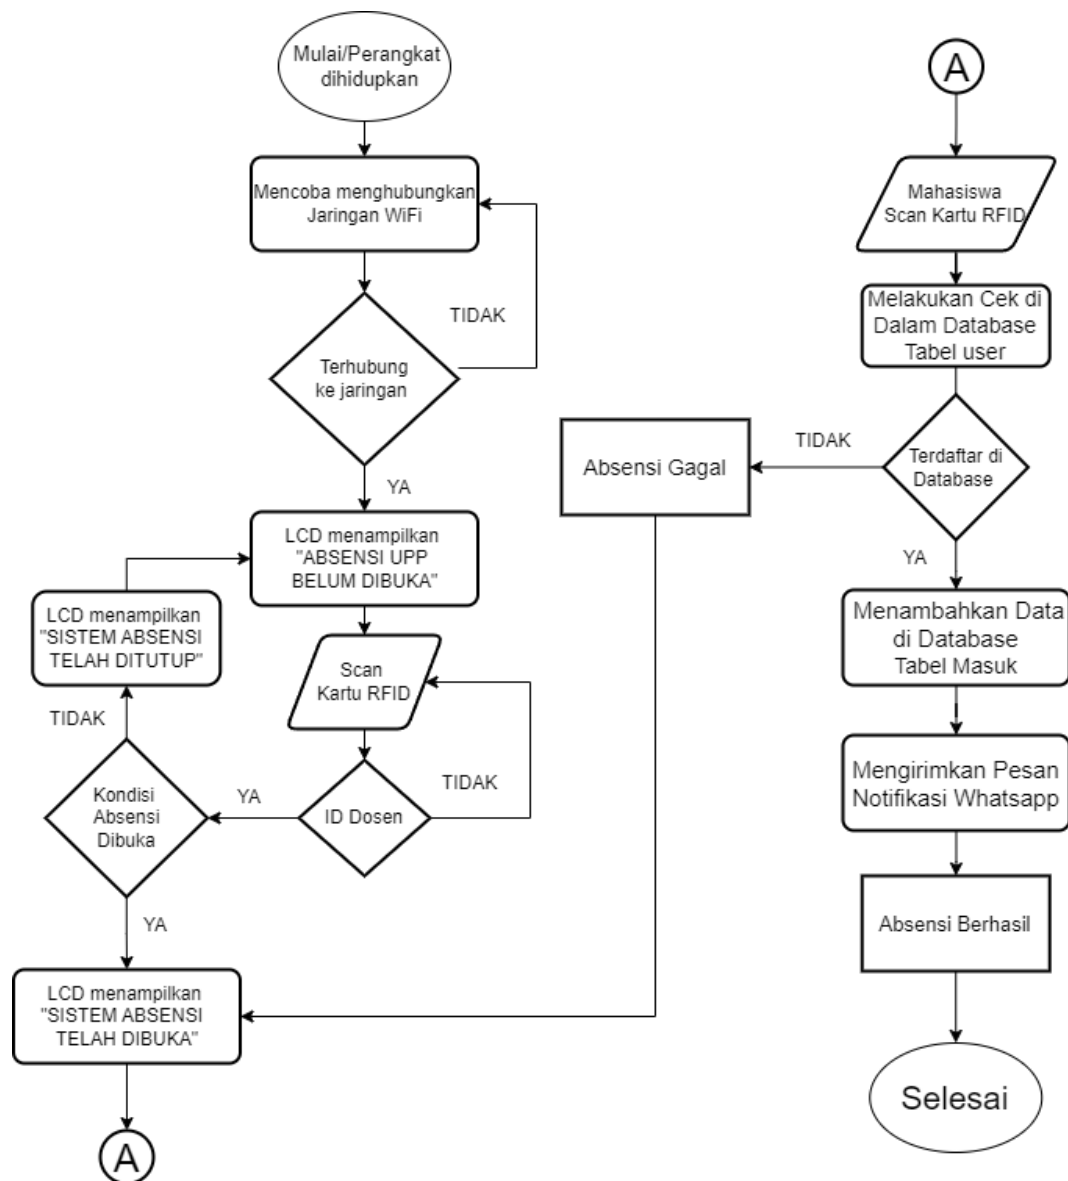 Mulai/Perangkat
dihidupkan
Mencoba menghubungkan
Jaringan WiFi
TIDAK
Terhubung
ke jaringan
YA
LCD menampilkan
"ABSENSI UPP
BELUM DIBUKA"
LCD menampilkan
"SISTEM ABSENSI
TELAH DITUTUP"
Scan
Kartu RFID
TIDAK
TIDAK
Kondisi
Absensi
Dibuka
YA
ID Dosen
YA
LCD menampilkan
"SISTEM ABSENSI
TELAH DIBUKA"
A
A
Mahasiswa
Scan Kartu RFID
Melakukan Cek di
Dalam Database
Tabel user
TIDAK
Absensi Gagal
Terdaftar di
Database
YA
Menambahkan Data
di Database
Tabel Masuk
Mengirimkan Pesan
Notifikasi Whatsapp
Absensi Berhasil
Selesai